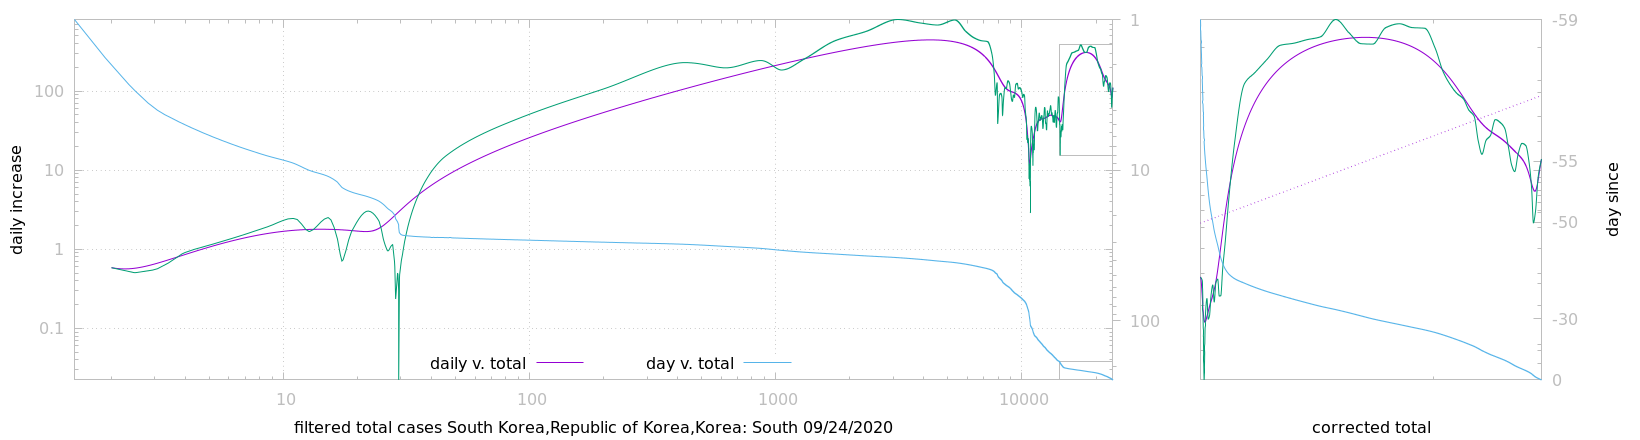 daily increase
100
10
1
0.1
10
100
1000
10000
1
10
100
daily v. total
day v. total
filtered total cases South Korea,Republic of Korea,Korea: South 09/24/2020
-59
-55
-50
-30
0
day since
corrected total